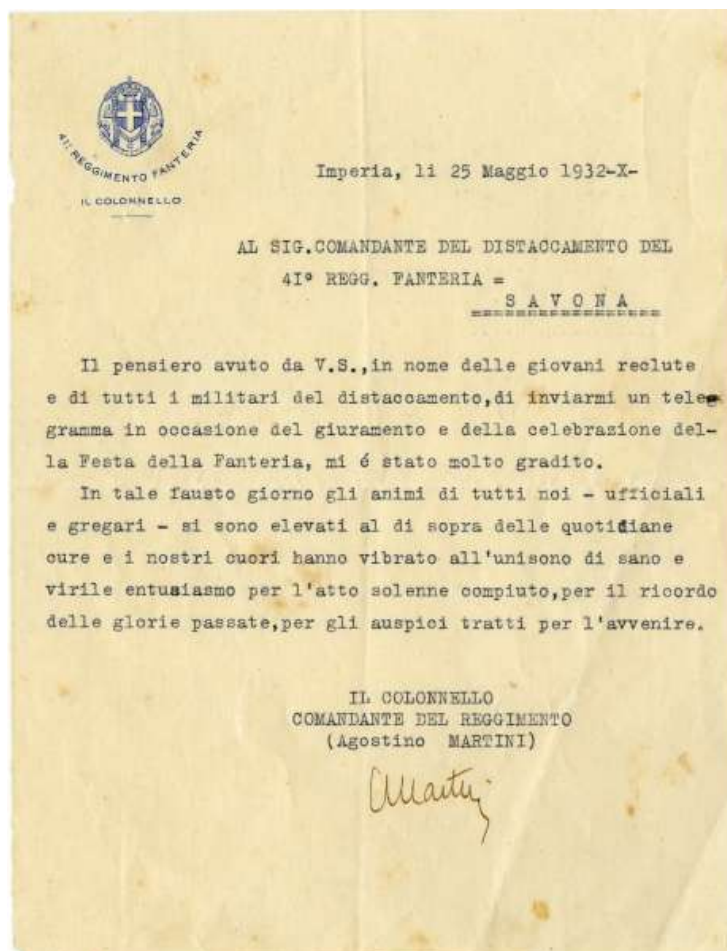 41° REGGIMENTO FANTERIA
IL COLONNELLO
Imperia, li 25 Maggio 1932-X-
AL SIG.COMANDANTE DEL DISTACCAMENTO DEL
41° REGG. FANTERIA =
S A V O N A
Il pensiero avuto da V.S.,in nome delle giovani reclute
e di tutti i militari del distaccamento,di inviarmi un tele-
gramma in occasione del giuramento e della celebrazione del-
la Festa della Fanteria, mi é stato molto gradito.
In tale fausto giorno gli animi di tutti noi - ufficiali
e gregari - si sono elevati al di sopra delle quotidiane
cure e i nostri cuori hanno vibrato all'unisono di sano e
virile entusiasmo per l'atto solenne compiuto,per il ricordo
delle glorie passate,per gli auspici tratti per l'avvenire.
IL COLONNELLO
COMANDANTE DEL REGGIMENTO
(Agostino MARTINI)
AMartini